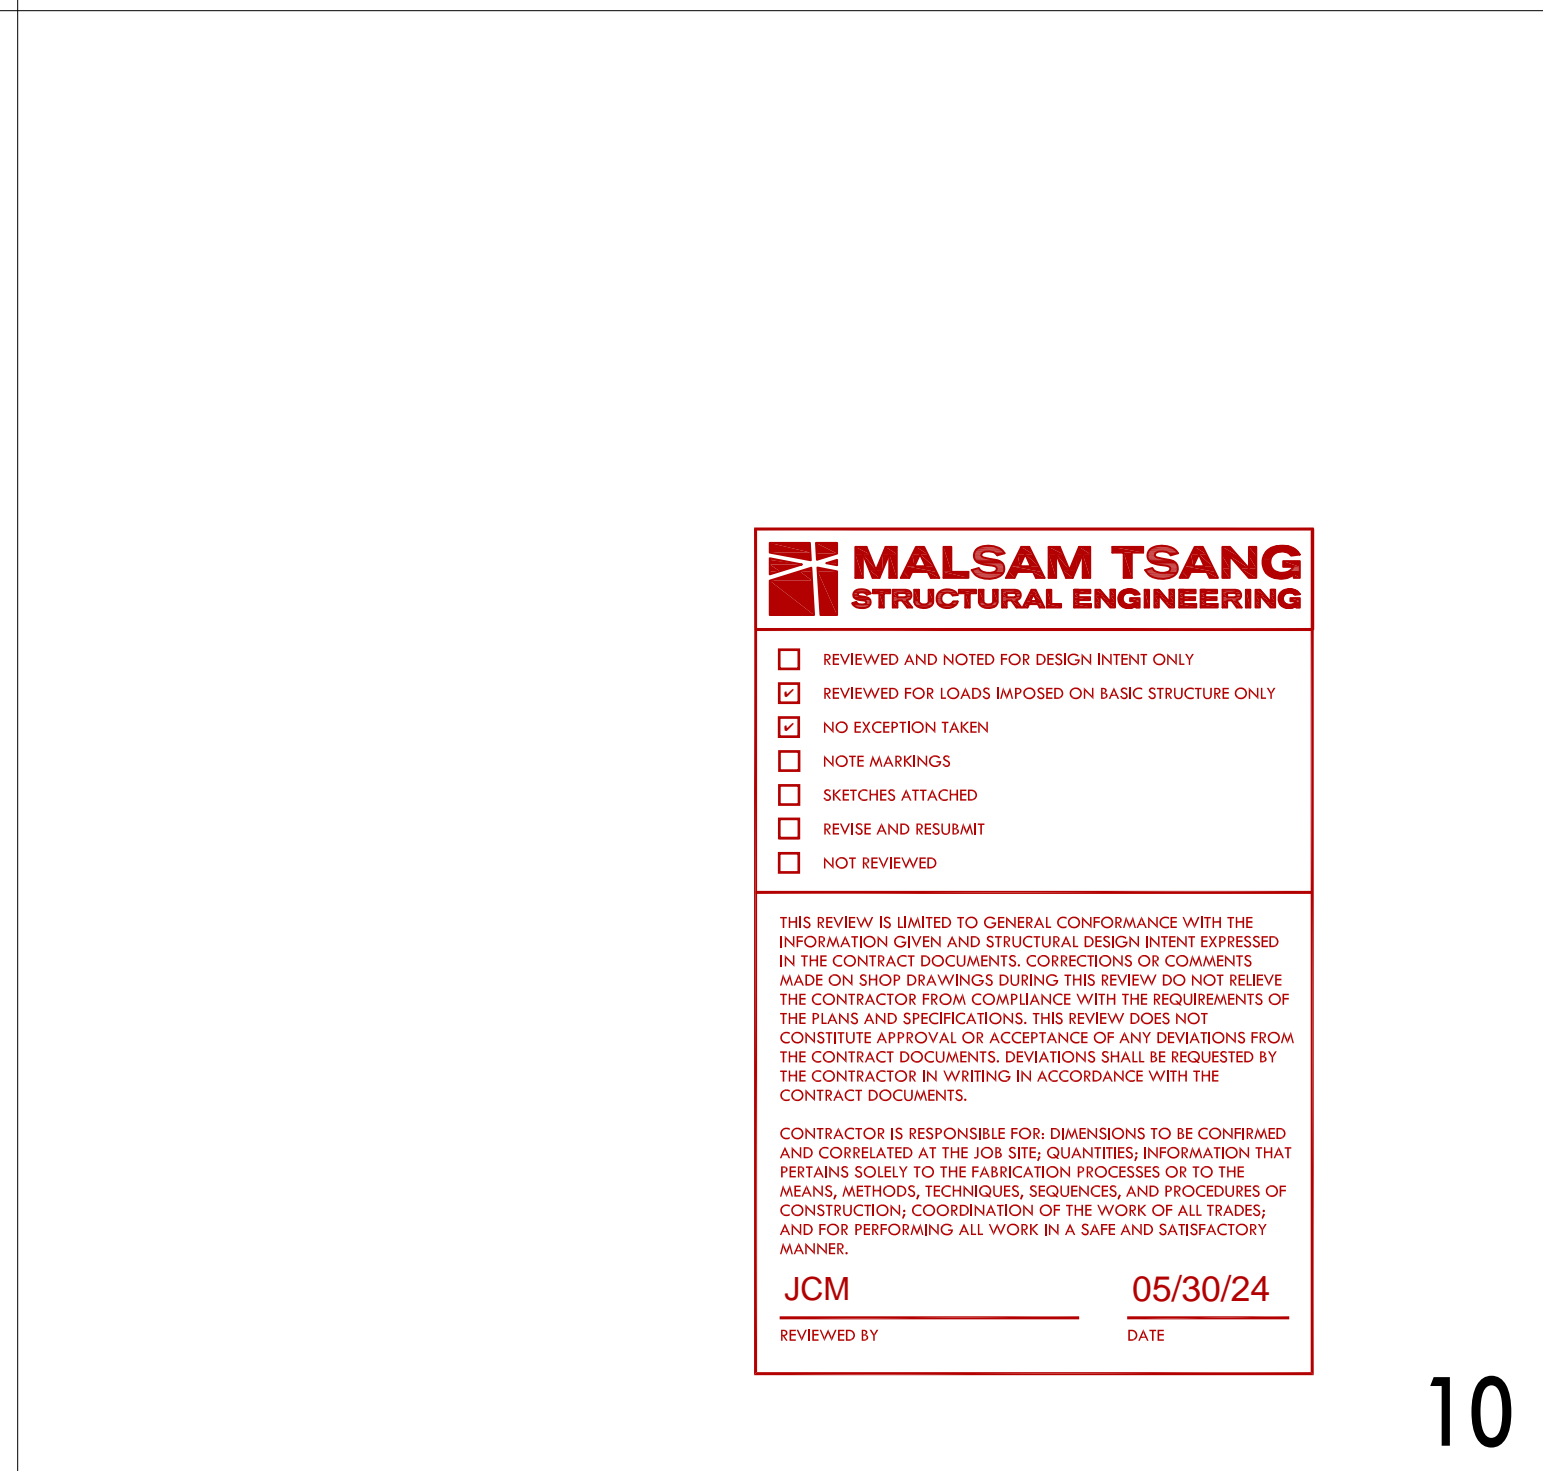 MALSAM TSANG
STRUCTURAL ENGINEERING
REVIEWED AND NOTED FOR DESIGN INTENT ONLY
✓ REVIEWED FOR LOADS IMPOSED ON BASIC STRUCTURE ONLY
✓ NO EXCEPTION TAKEN
NOTE MARKINGS
SKETCHES ATTACHED
REVISE AND RESUBMIT
NOT REVIEWED
THIS REVIEW IS LIMITED TO GENERAL CONFORMANCE WITH THE
INFORMATION GIVEN AND STRUCTURAL DESIGN INTENT EXPRESSED
IN THE CONTRACT DOCUMENTS. CORRECTIONS OR COMMENTS
MADE ON SHOP DRAWINGS DURING THIS REVIEW DO NOT RELIEVE
THE CONTRACTOR FROM COMPLIANCE WITH THE REQUIREMENTS OF
THE PLANS AND SPECIFICATIONS. THIS REVIEW DOES NOT
CONSTITUTE APPROVAL OR ACCEPTANCE OF ANY DEVIATIONS FROM
THE CONTRACT DOCUMENTS. DEVIATIONS SHALL BE REQUESTED BY
THE CONTRACTOR IN WRITING IN ACCORDANCE WITH THE
CONTRACT DOCUMENTS.
CONTRACTOR IS RESPONSIBLE FOR: DIMENSIONS TO BE CONFIRMED
AND CORRELATED AT THE JOB SITE; QUANTITIES; INFORMATION THAT
PERTAINS SOLELY TO THE FABRICATION PROCESSES OR TO THE
MEANS, METHODS, TECHNIQUES, SEQUENCES, AND PROCEDURES OF
CONSTRUCTION; COORDINATION OF THE WORK OF ALL TRADES;
AND FOR PERFORMING ALL WORK IN A SAFE AND SATISFACTORY
MANNER.
JCM 05/30/24
REVIEWED BY DATE
10